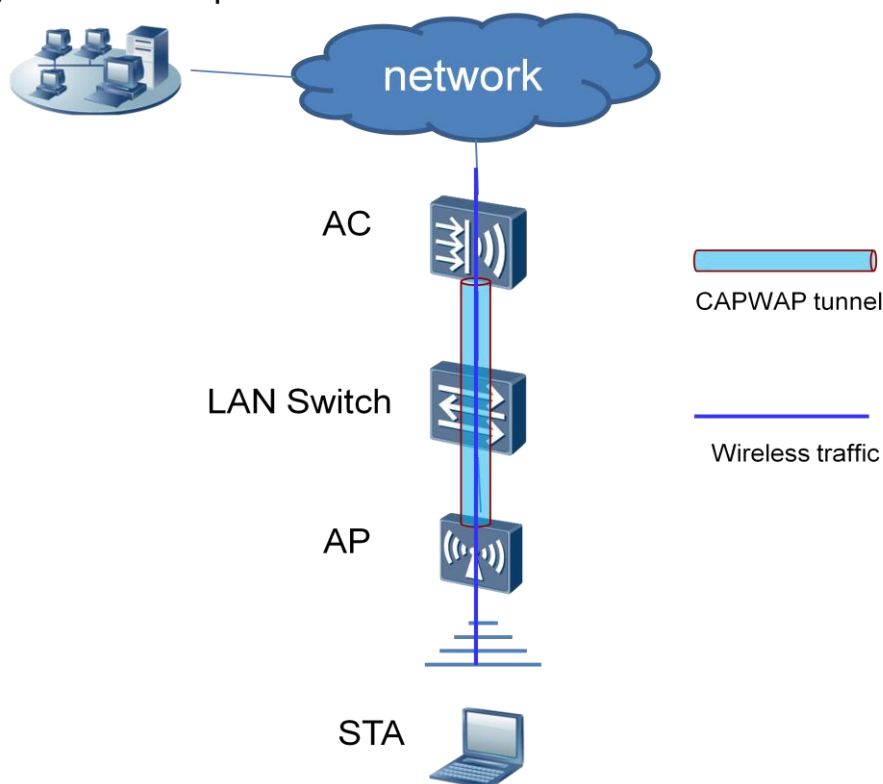 network
AC
CAPWAP tunnel
LAN Switch
Wireless traffic
AP
STA